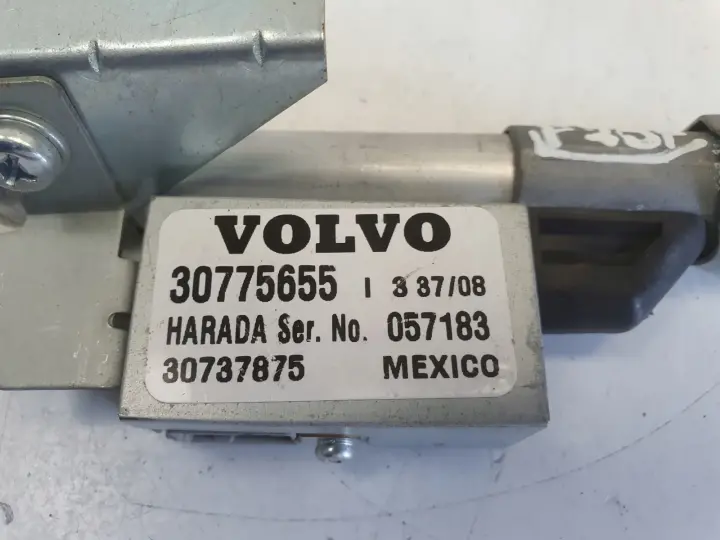 VOLVO
30775655 I 3 37/08
HARADA Ser. No. 057183
30737875 MEXICO